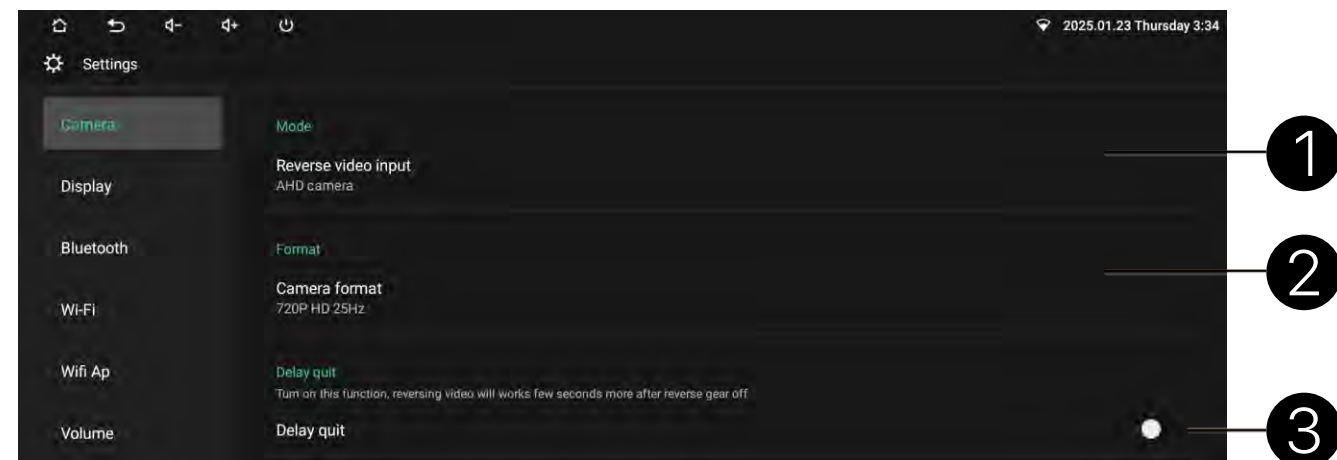 2025.01.23 Thursday 3:34
Settings
Camera
Mode
Reverse video input
AHD camera
1
Display
Bluetooth
Format
Camera format
720P HD 25Hz
2
Wi-Fi
Wifi Ap
Delay quit
Turn on this function, reversing video will works few seconds more after reverse gear off
Volume
Delay quit
3